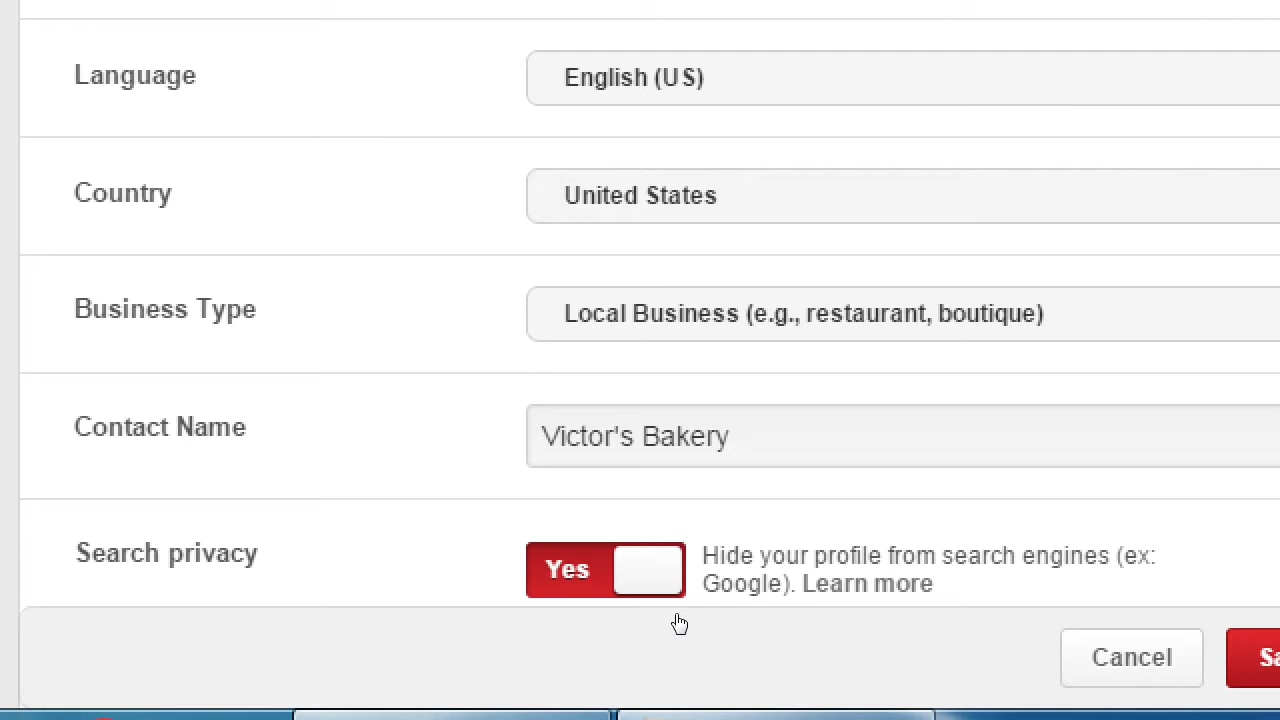 Language
English (US)
Country
United States
Business Type
Local Business (e.g., restaurant, boutique)
Contact Name
Victor's Bakery
Search privacy
Yes
Hide your profile from search engines (ex:
Google). Learn more
Cancel